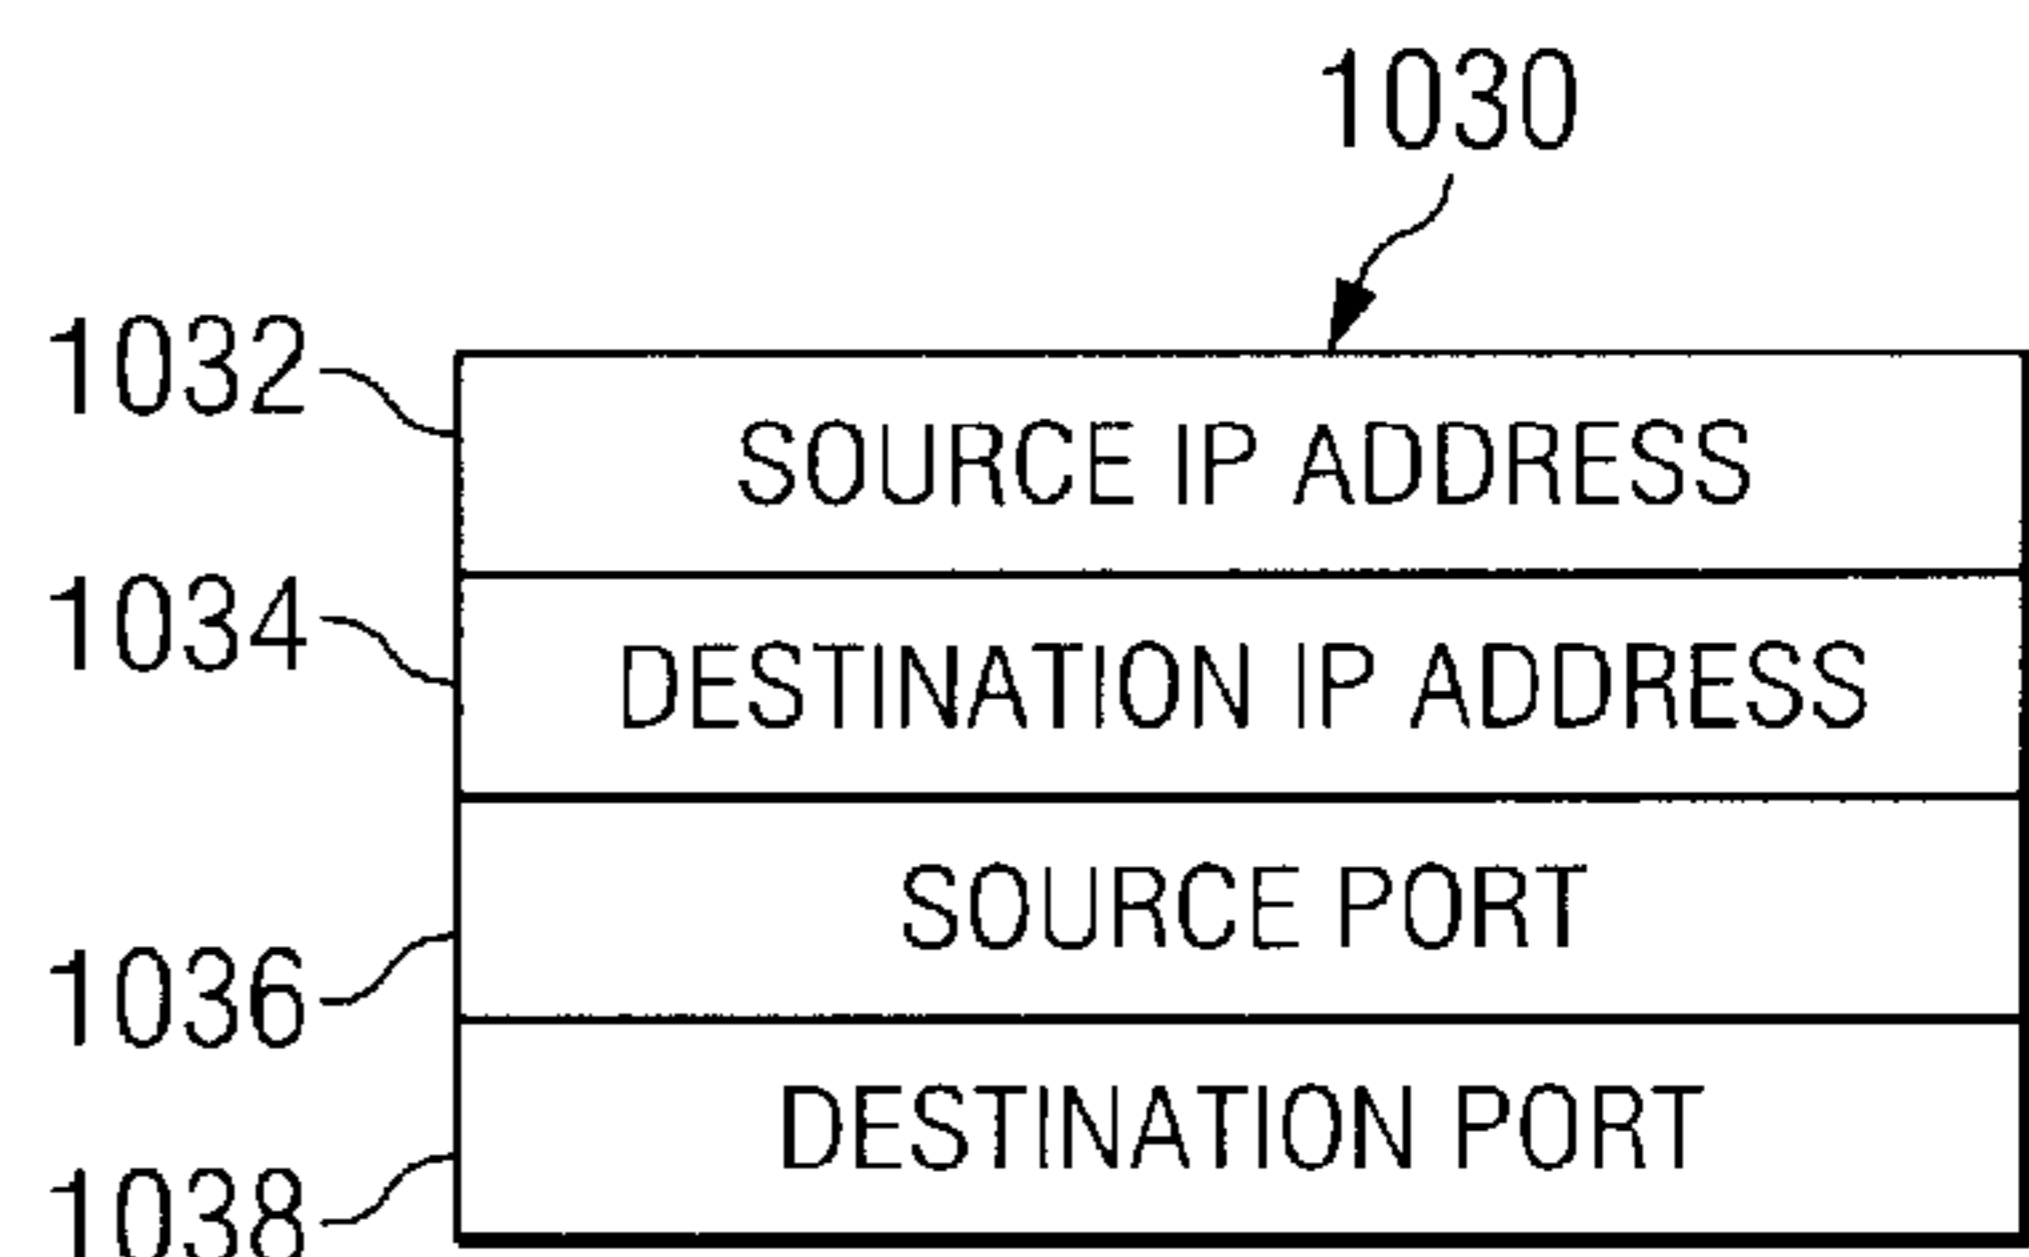 1030
1032
SOURCE IP ADDRESS
1034
DESTINATION IP ADDRESS
SOURCE PORT
1036
DESTINATION PORT
1038